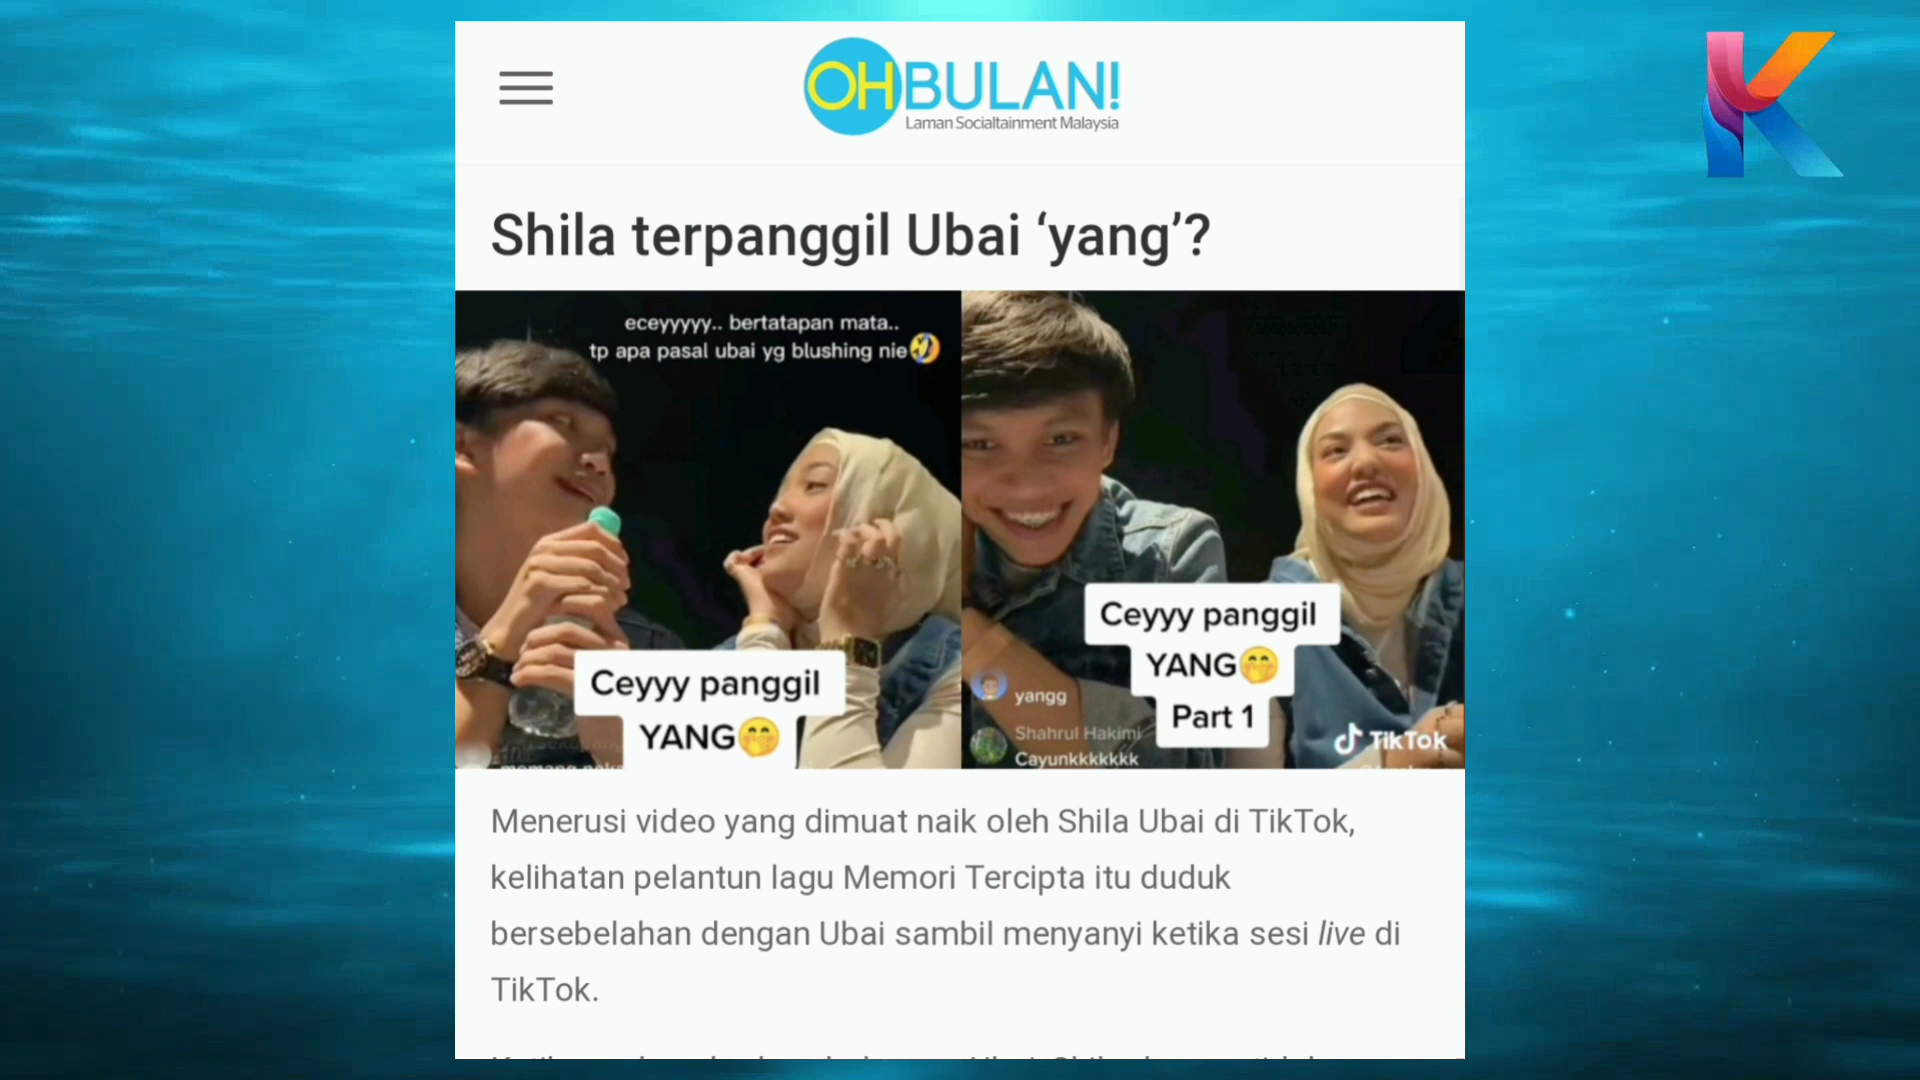 OHBULAN!
Laman Socialtainment Malaysia
Shila terpanggil Ubai ‘yang’?
eceyyyyy.. bertatapan mata..
tp apa pasal ubai yg blushing nie🤣
Ceyyy panggil
YANG🤭
Ceyyy panggil
YANG🤭
Part 1
yangg
Shahrul Hakimi
Cayunkkkkkk
TikTok
Menerusi video yang dimuat naik oleh Shila Ubai di TikTok,
kelihatan pelantun lagu Memori Tercipta itu duduk
bersebelahan dengan Ubai sambil menyanyi ketika sesi live di
TikTok.